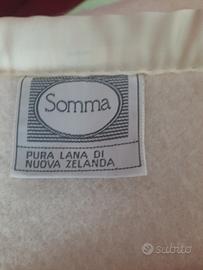 Somma
PURA LANA DI
NUOVA ZELANDA
subito